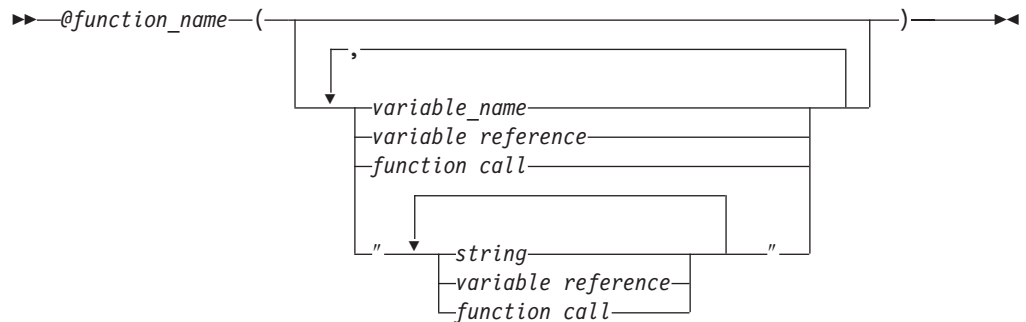 @function_name ( )
,
variable_name
variable reference
function call
" string "
variable reference
function call